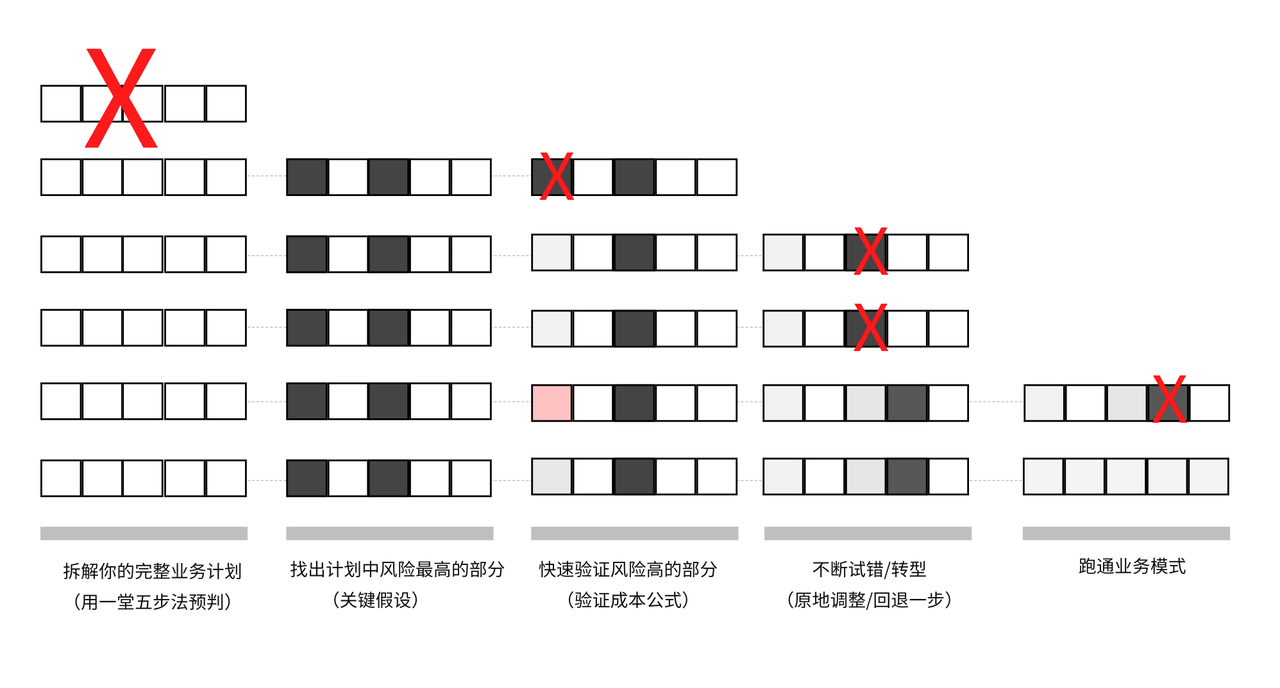 拆解你的完整业务计划
（用一堂五步法预判）
找出计划中风险最高的部分
（关键假设）
快速验证风险高的部分
（验证成本公式）
不断试错/转型
（原地调整/回退一步）
跑通业务模式